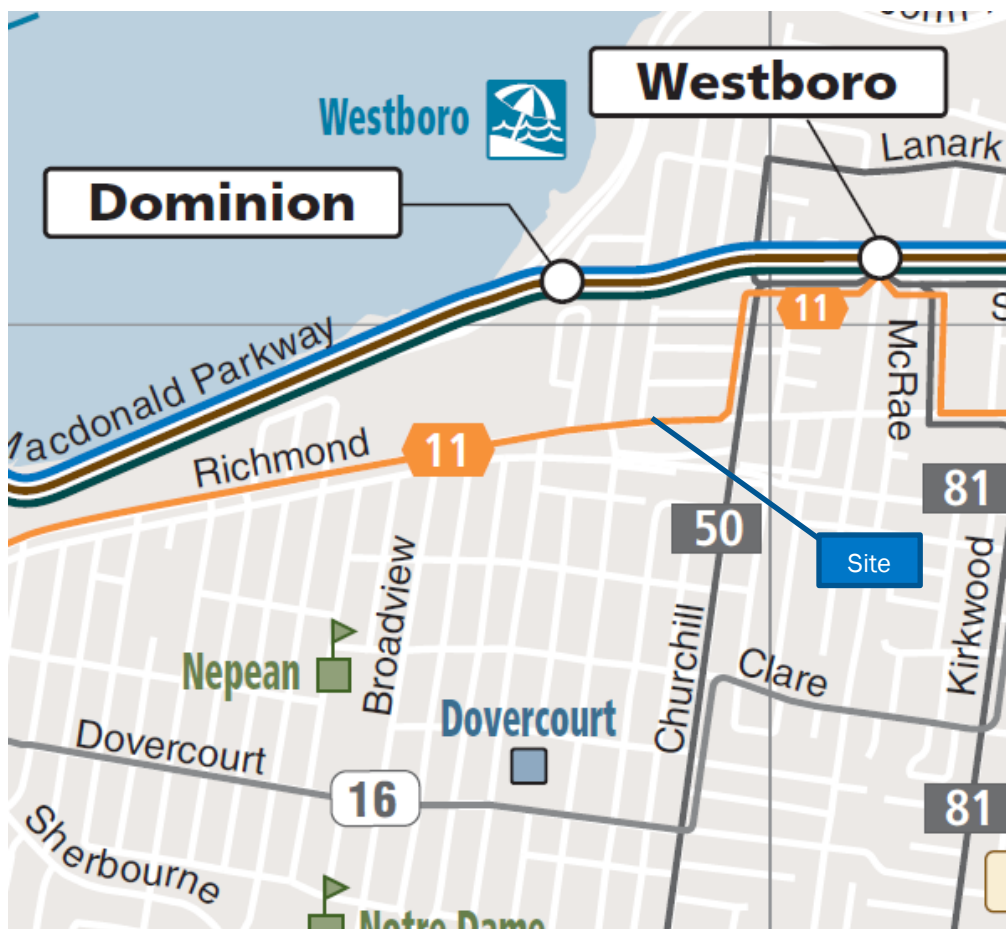 Westboro
Westboro
Lanark
Dominion
11
McRae
Macdonald Parkway
Richmond
11
81
50
Site
Broadview
Kirkwood
Nepean
Churchill
Clare
Dovercourt
Dovercourt
16
81
Sherbourne
Notre Dame